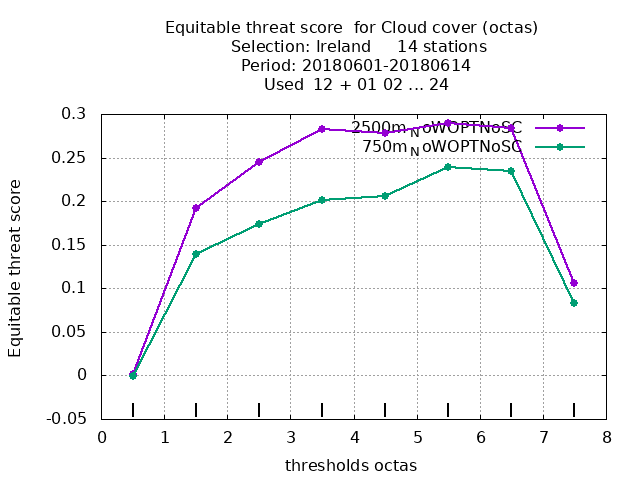 Equitable threat score  for Cloud cover (octas)
Selection: Ireland     14 stations
Period: 20180601-20180614
Used  12 + 01 02 ... 24
2500m_NoWOPTNoSC
750m_NoWOPTNoSC
0.3
0.25
0.2
0.15
0.1
0.05
0
-0.05
Equitable threat score
0 1 2 3 4 5 6 7 8
thresholds octas